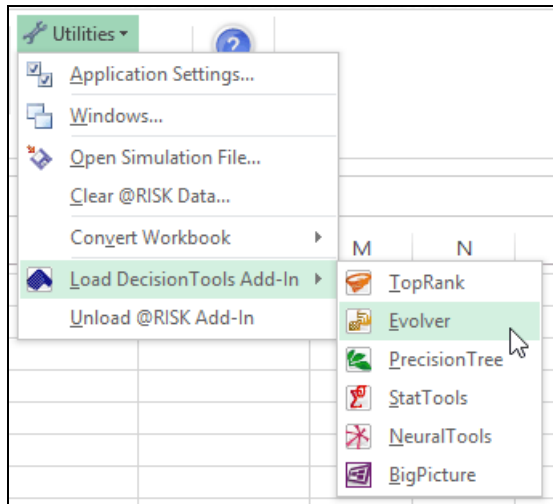 Utilities
?
Application Settings...
Windows...
Open Simulation File...
Clear @RISK Data...
Convert Workbook
Load DecisionTools Add-In
Unload @RISK Add-In
M N
TopRank
Evolver
PrecisionTree
StatTools
NeuralTools
BigPicture